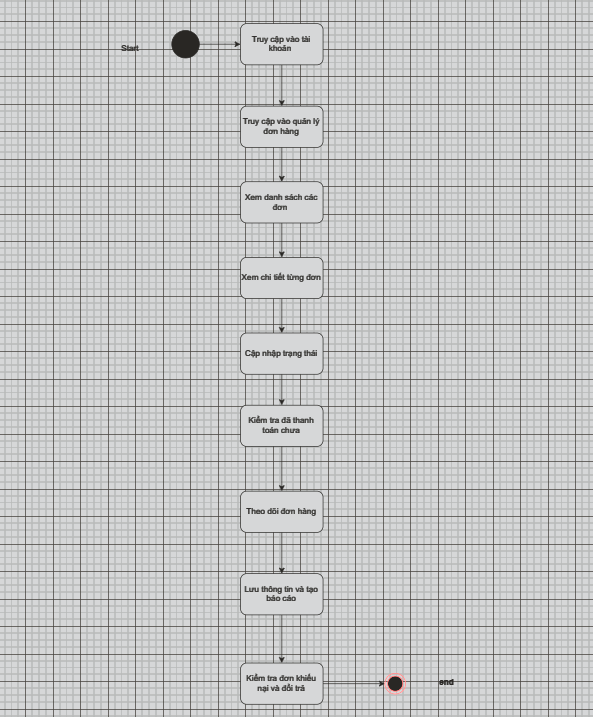 Start
Truy cập vào tài
khoản
Truy cập vào quản lý
đơn hàng
Xem danh sách các
đơn
Xem chi tiết từng đơn
Cập nhập trạng thái
Kiểm tra đã thanh
toán chưa
Theo dõi đơn hàng
Lưu thông tin và tạo
báo cáo
Kiểm tra đơn khiếu
nại và đổi trả
end